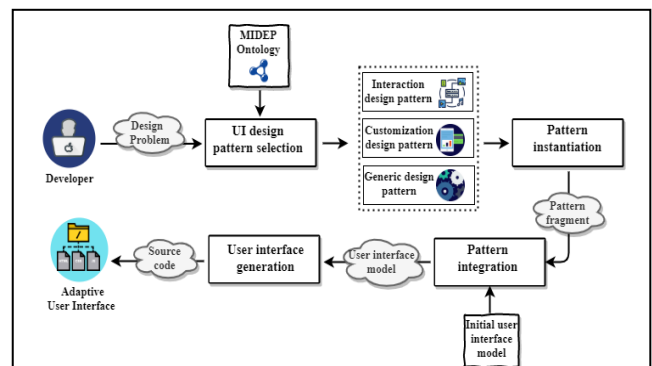 MIDEP
Ontology
Interaction
design pattern
Design
Problem
UI design
pattern selection
Customization
design pattern
Pattern
instantiation
Developer
Generic design
pattern
Pattern
fragment
Source
code
User interface
generation
User interface
model
Pattern
integration
Adaptive
User Interface
Initial user
interface
model